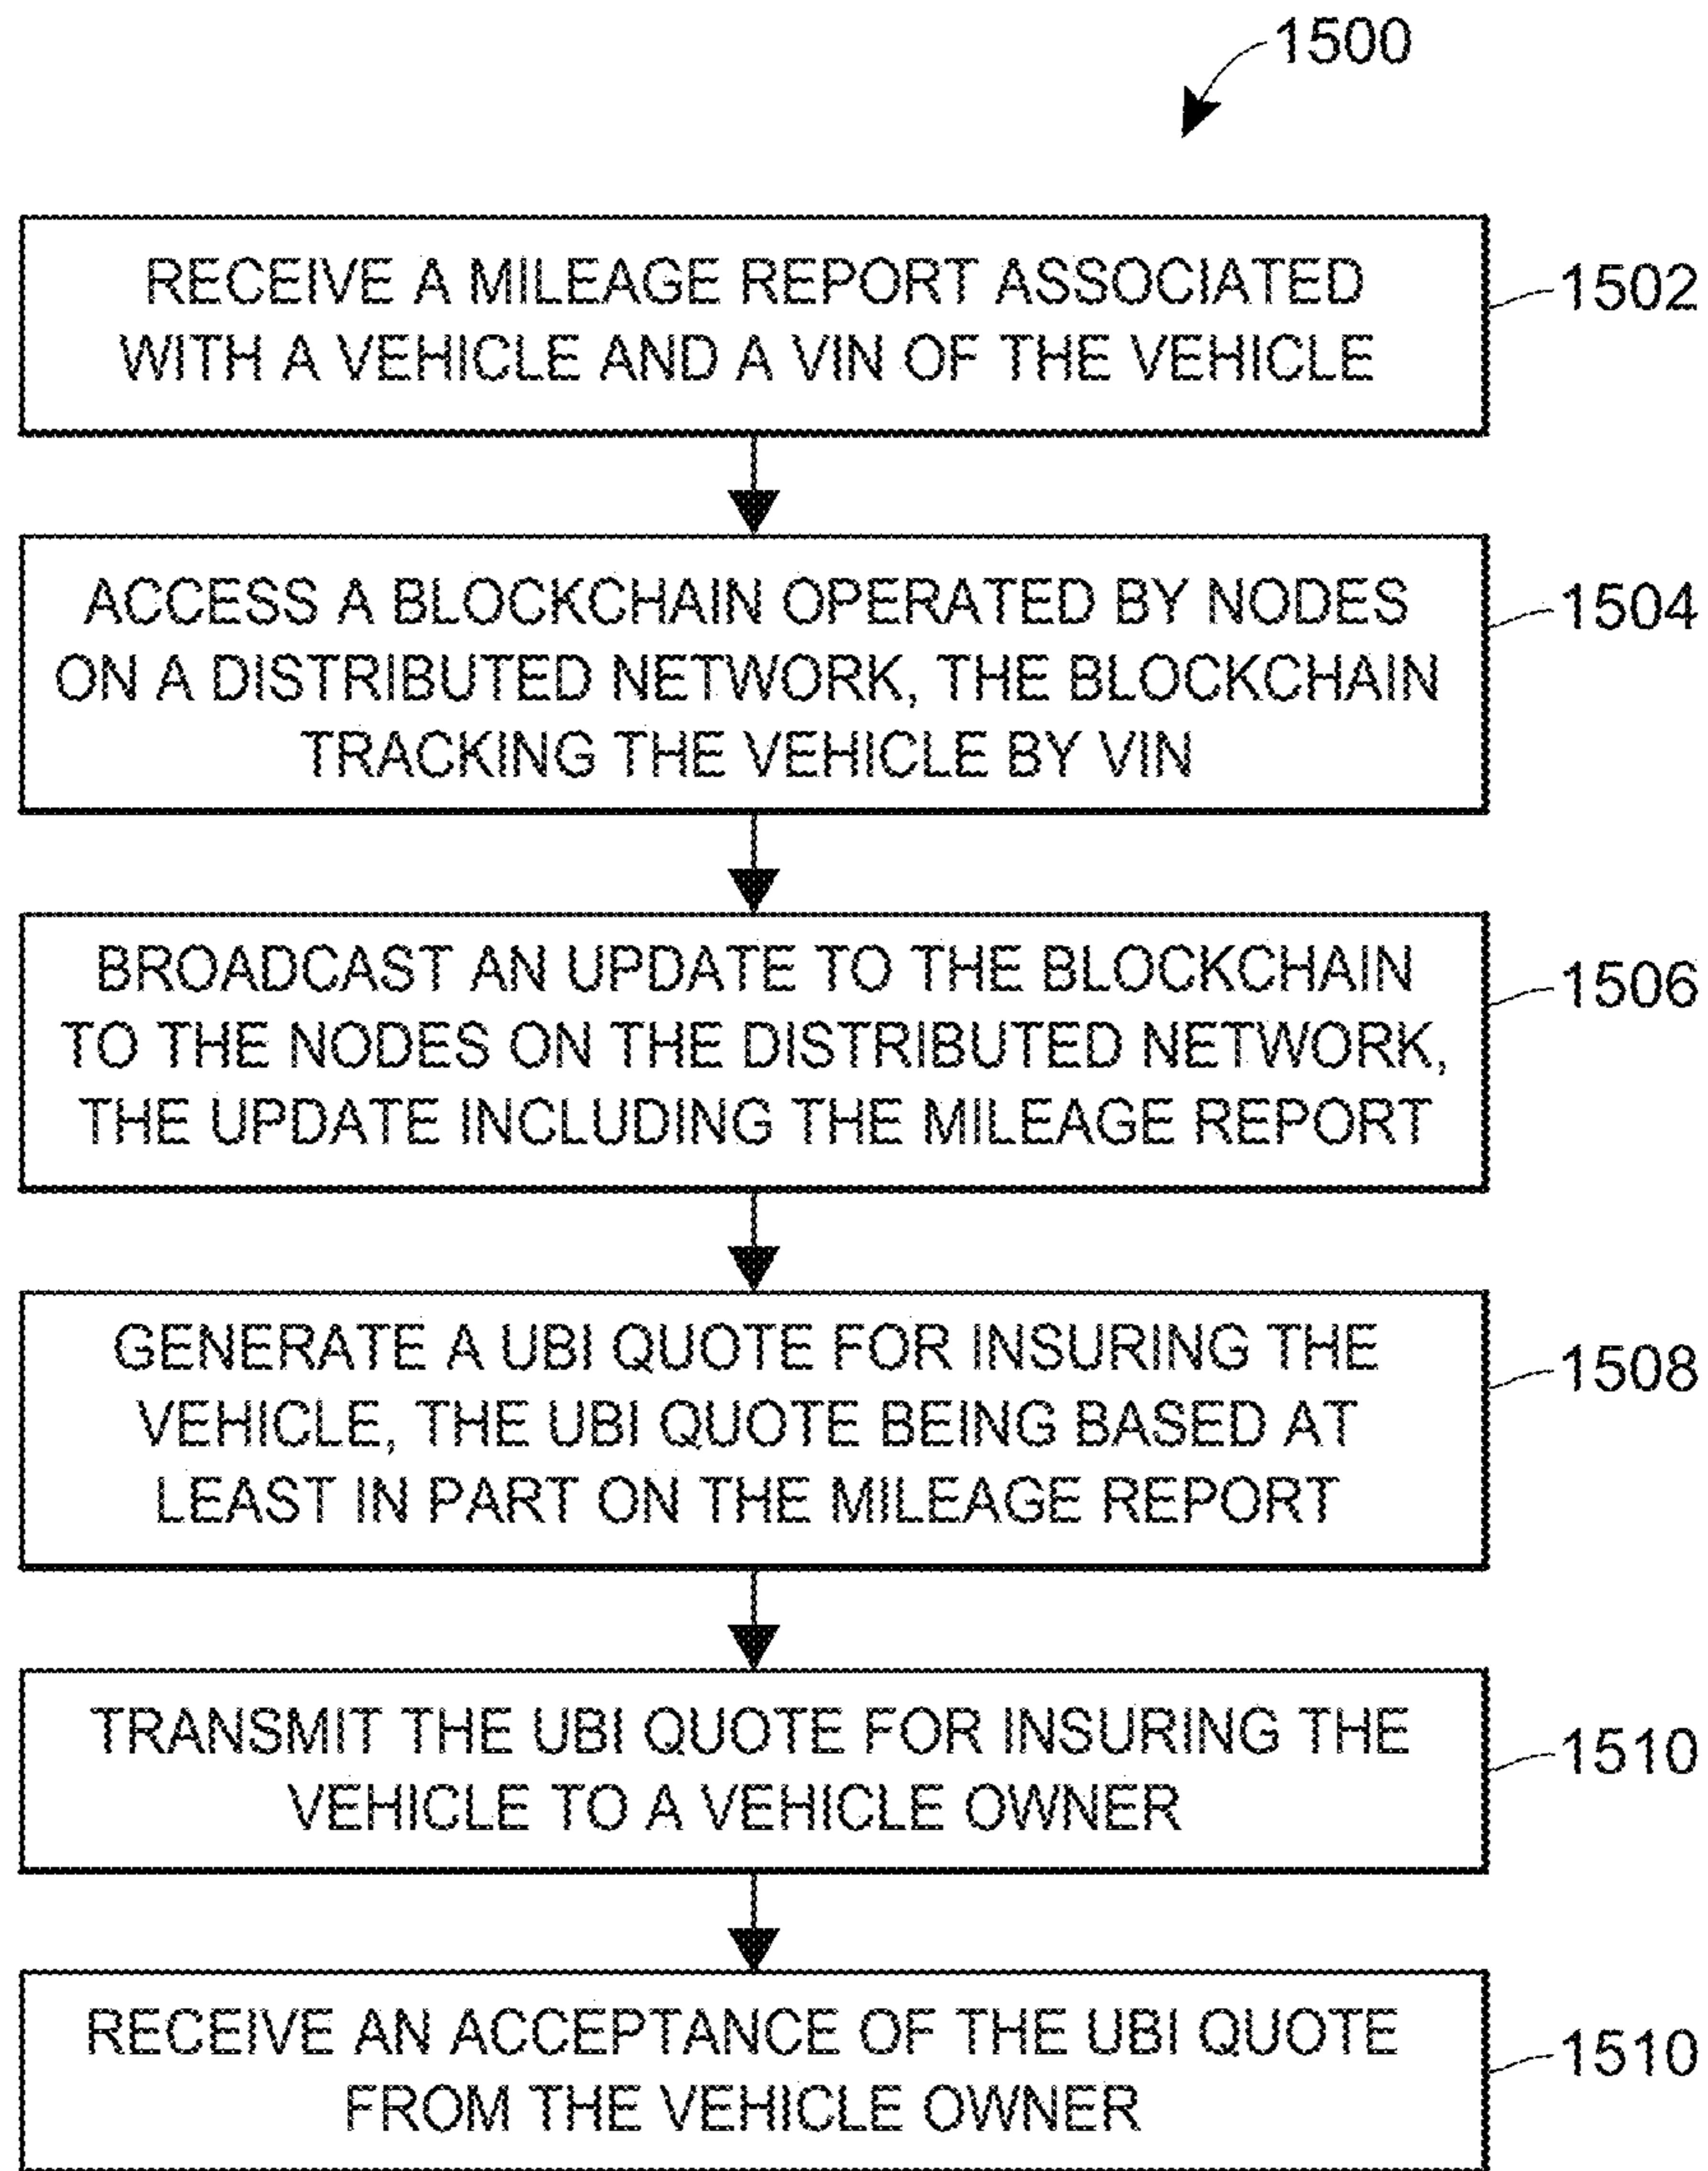 1500
RECEIVE A MILEAGE REPORT ASSOCIATED
WITH A VEHICLE AND A VIN OF THE VEHICLE
1502
ACCESS A BLOCKCHAIN OPERATED BY NODES
ON A DISTRIBUTED NETWORK, THE BLOCKCHAIN
TRACKING THE VEHICLE BY VIN
1504
BROADCAST AN UPDATE TO THE BLOCKCHAIN
TO THE NODES ON THE DISTRIBUTED NETWORK,
THE UPDATE INCLUDING THE MILEAGE REPORT
1506
GENERATE A UBI QUOTE FOR INSURING THE
VEHICLE, THE UBI QUOTE BEING BASED AT
LEAST IN PART ON THE MILEAGE REPORT
1508
TRANSMIT THE UBI QUOTE FOR INSURING THE
VEHICLE TO A VEHICLE OWNER
1510
RECEIVE AN ACCEPTANCE OF THE UBI QUOTE
FROM THE VEHICLE OWNER
1510